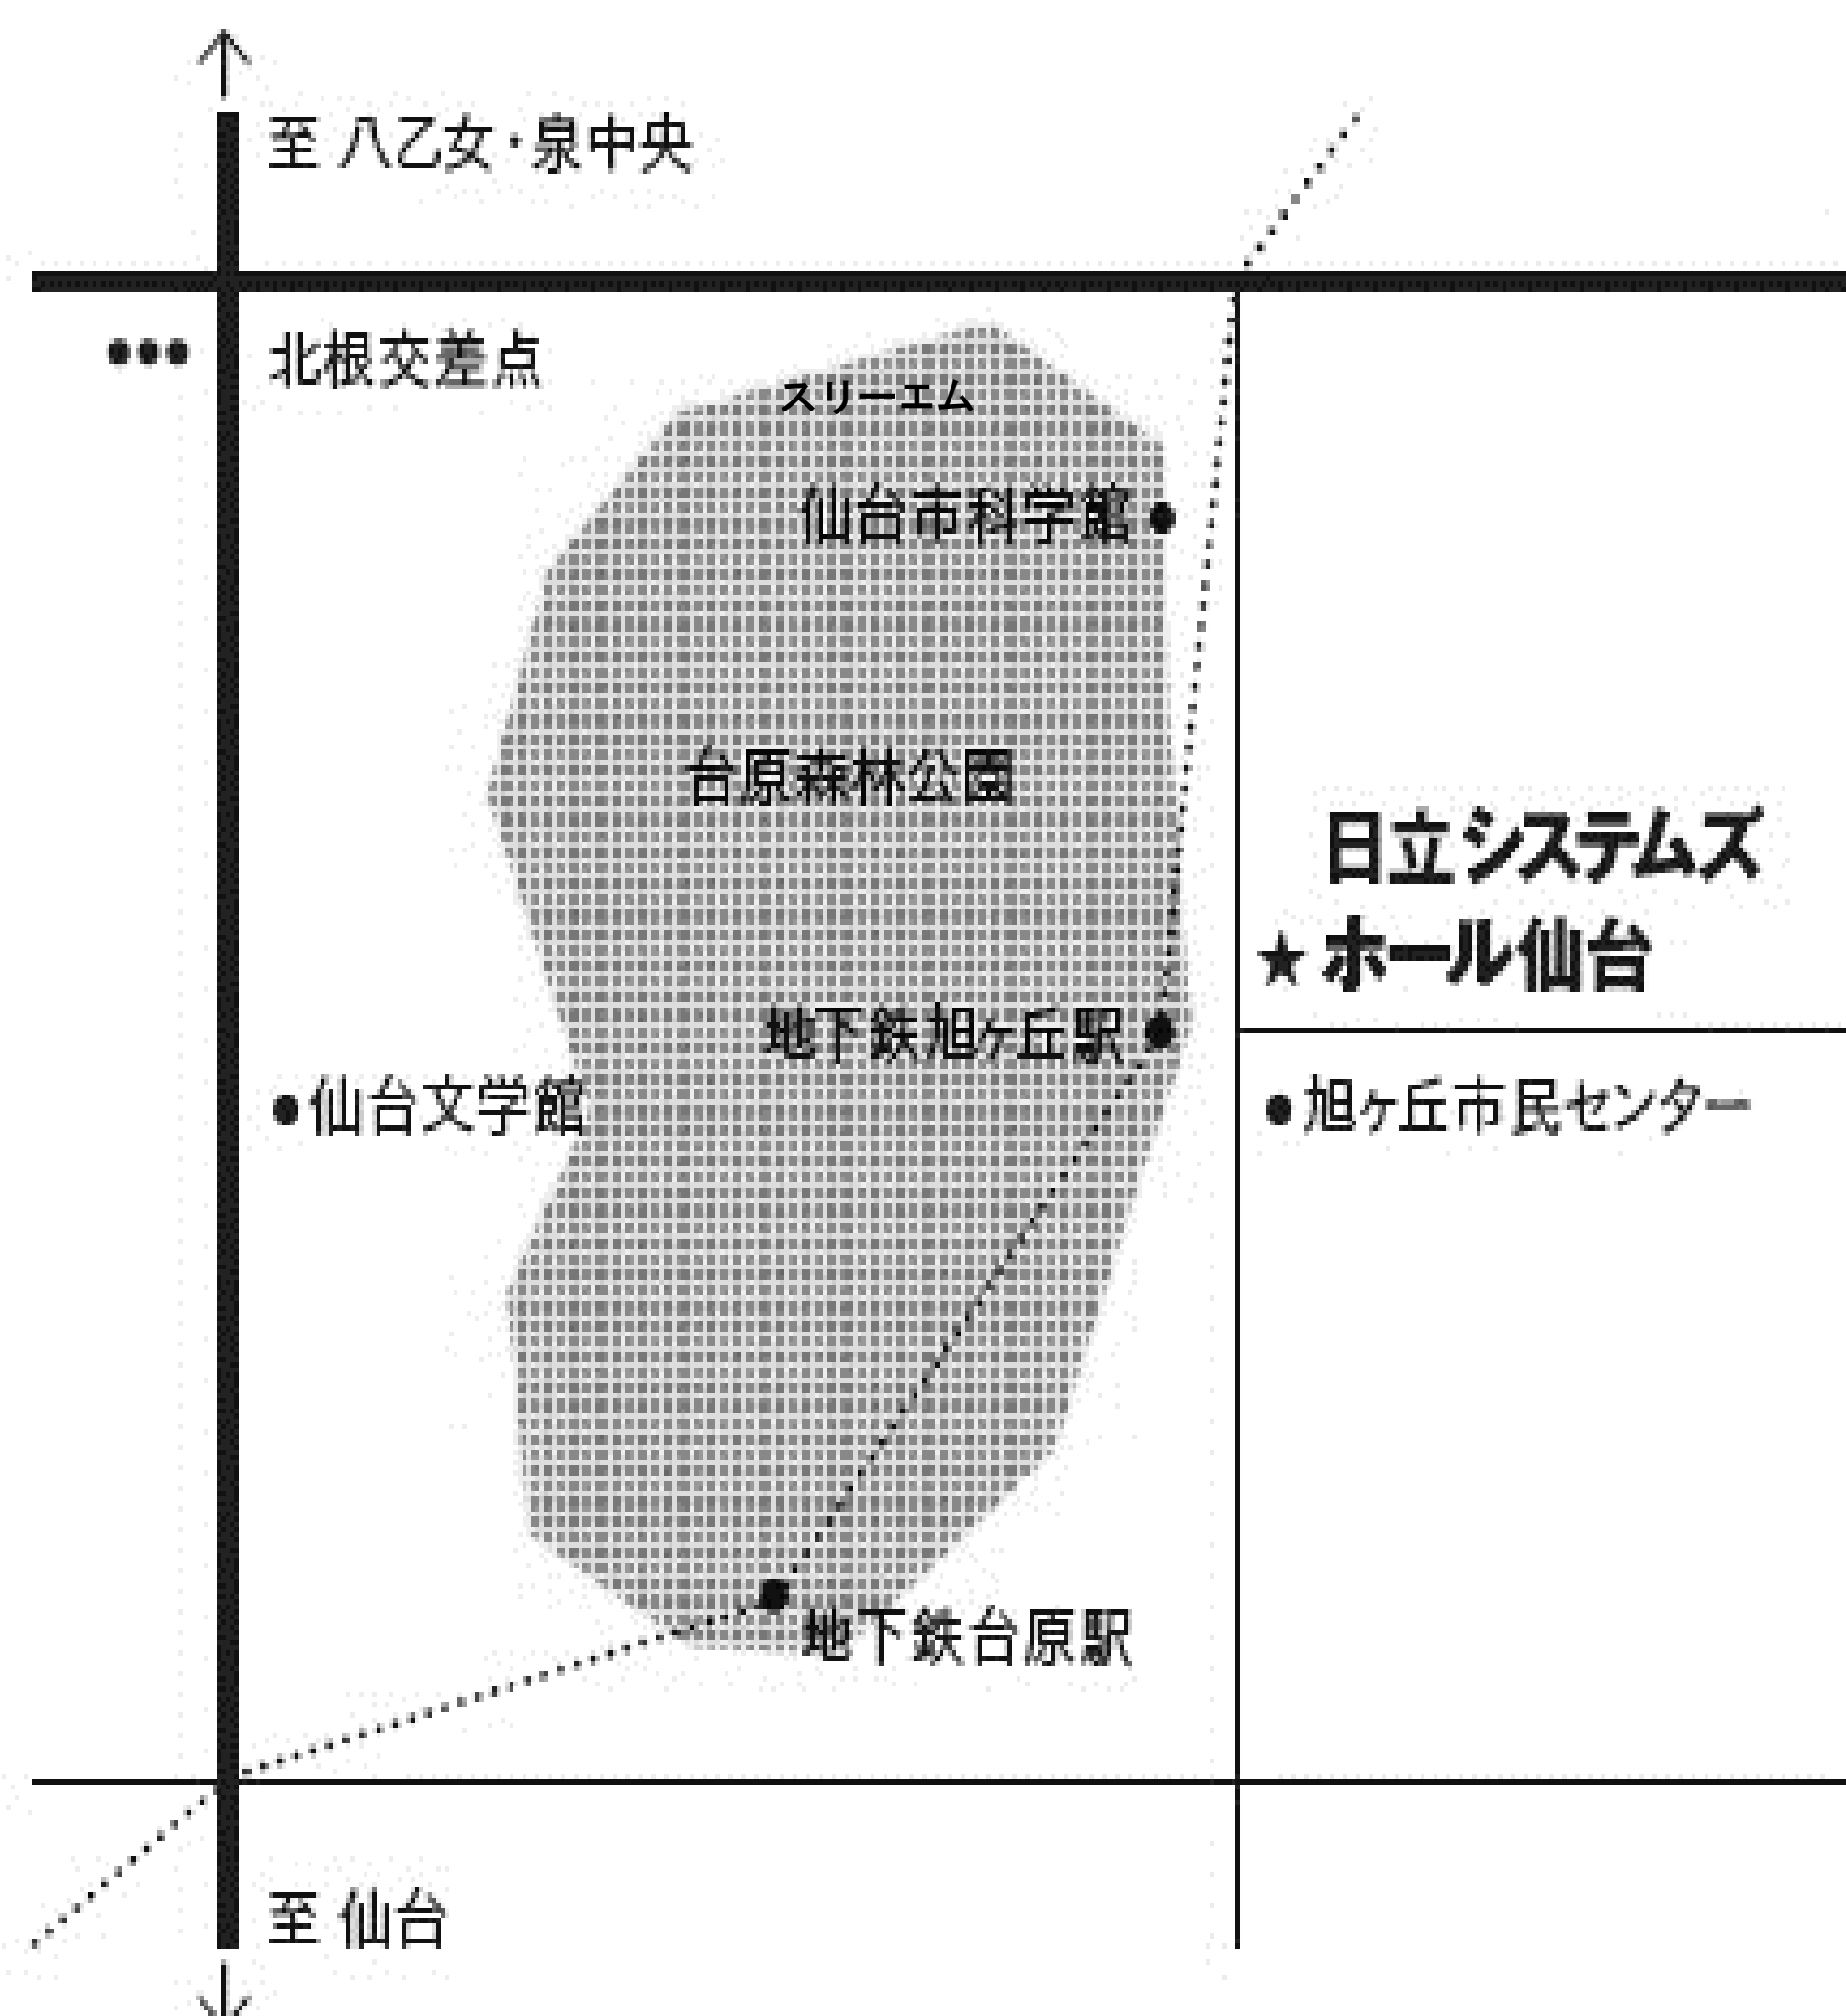 至 八乙女・泉中央
北根交差点
スリーエム
仙台市科学館
台原森林公園
日立システムズ
★ホール仙台
地下鉄旭ヶ丘駅
●仙台文学館
●旭ヶ丘市民センター
地下鉄台原駅
至 仙台